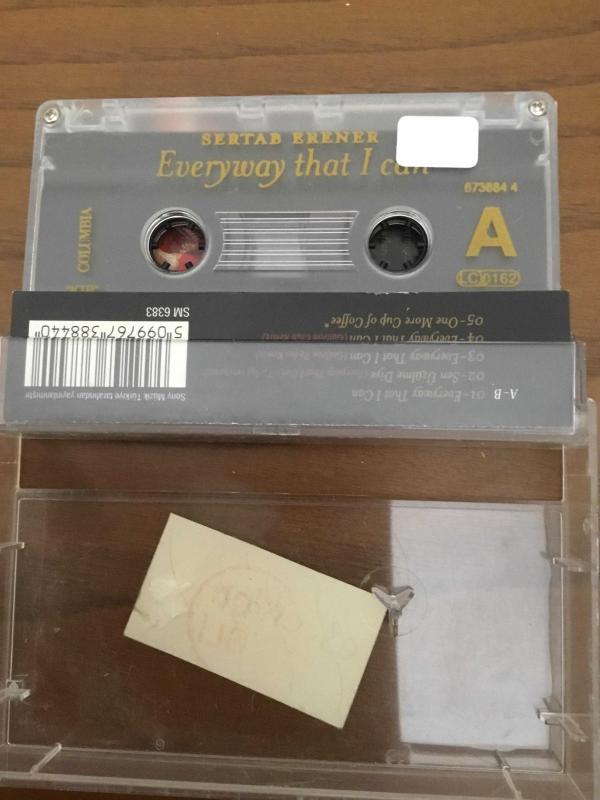 SERTAB ERENER
Everyway that I can
673884 4
COLUMBIA
A
LC 0162
SM 6383
5 099767 388440
Sony Müzik Türkiye tarafından yayınlanmıştır
A-B
01-Everyway That I Can
02-Sen Üzülme Diye
03-Everyway That I Can
04-Everyway That I Can
05-One More Cup of Coffee*